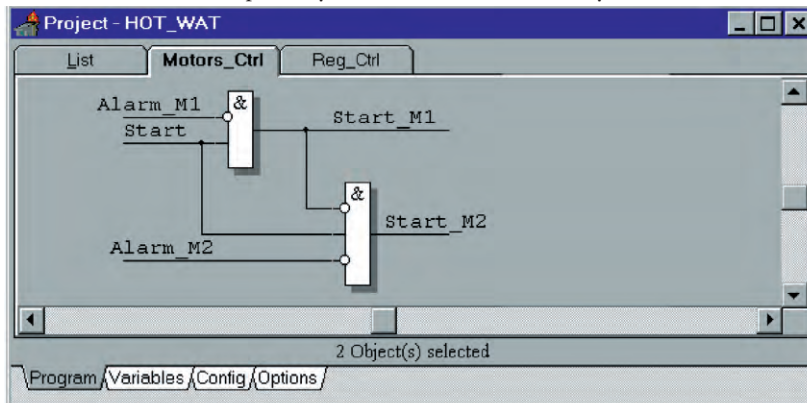 Project - HOT_WAT
List Motors_Ctrl Reg_Ctrl
Alarm_M1 &
Start Start_M1
&
Start_M2
Alarm_M2
2 Object(s) selected
Program Variables Config Options